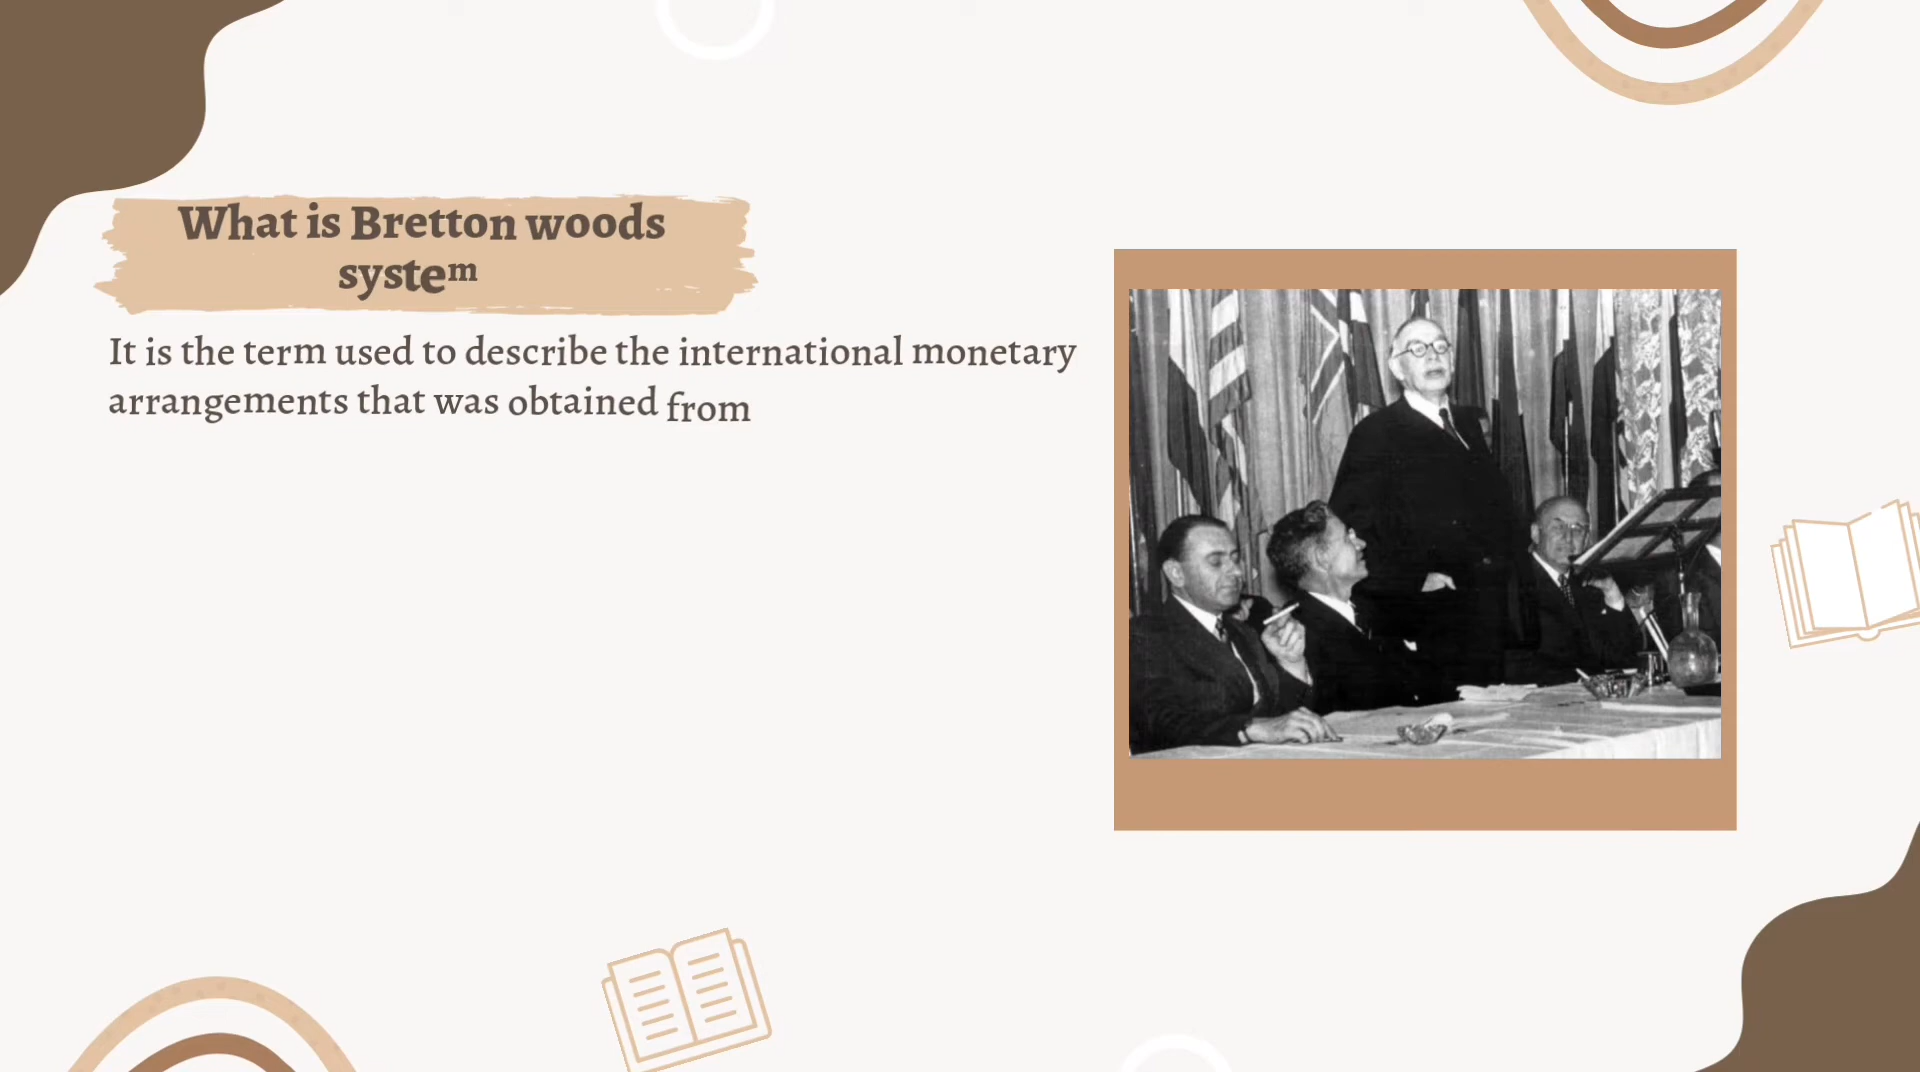 What is Bretton woods
system
It is the term used to describe the international monetary
arrangements that was obtained from